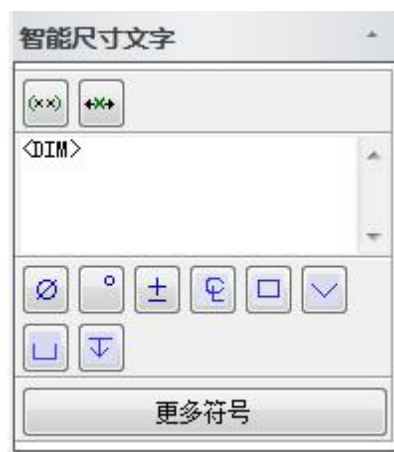 智能尺寸文字
(××) ←X→
<DIM>
Ø ° ± ℄ □ ∨
⊔ ↧
更多符号